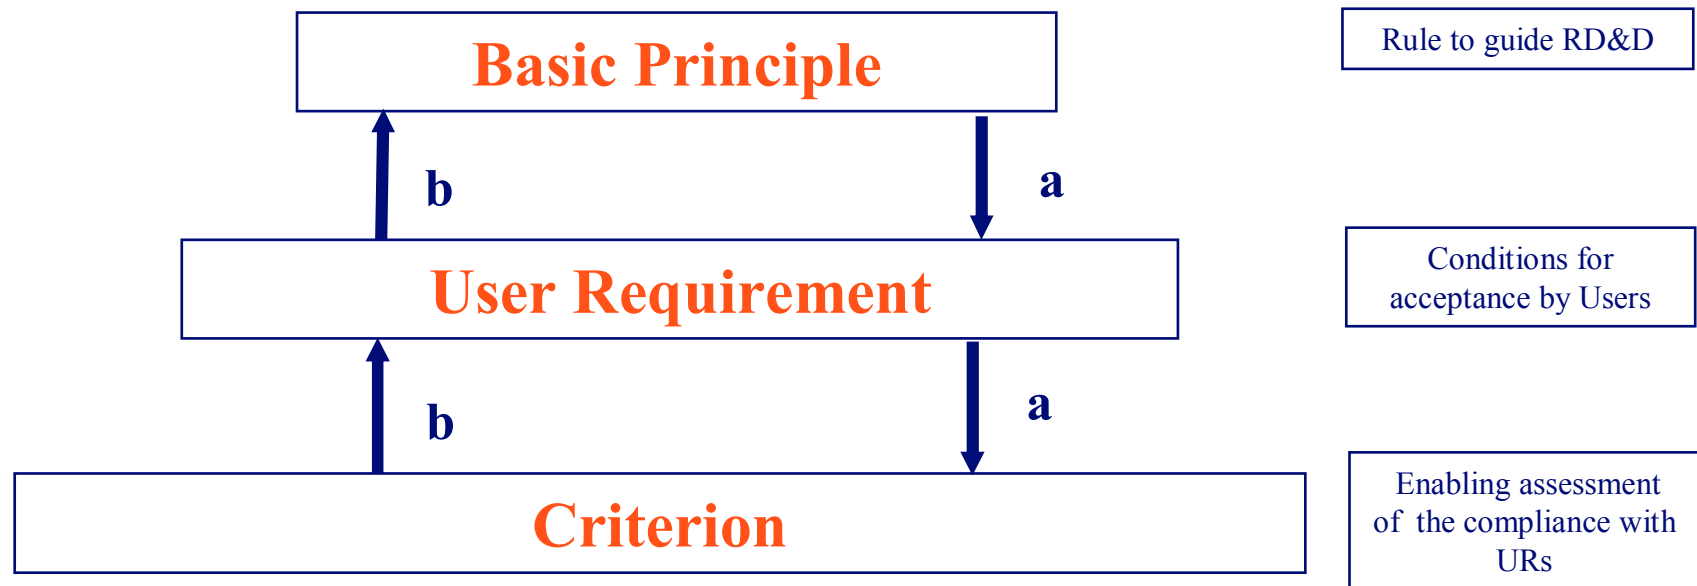 Basic Principle
Rule to guide RD&D
b
a
User Requirement
Conditions for
acceptance by Users
b
a
Criterion
Enabling assessment
of the compliance with
URs